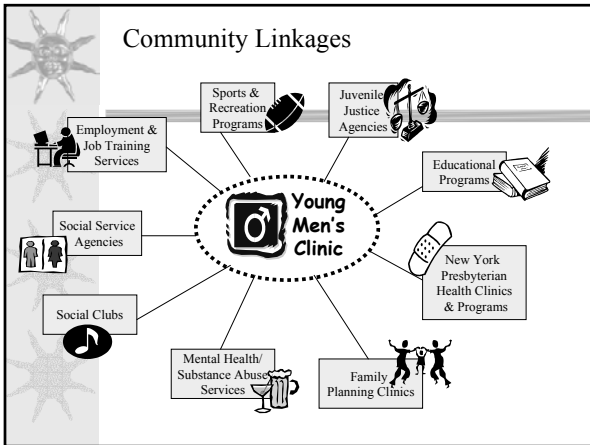 Community Linkages
Sports &
Recreation
Programs
Juvenile
Justice
Agencies
Employment &
Job Training
Services
Educational
Programs
Young
Men's
Clinic
Social Service
Agencies
New York
Presbyterian
Health Clinics
& Programs
Social Clubs
Mental Health/
Substance Abuse
Services
Family
Planning Clinics